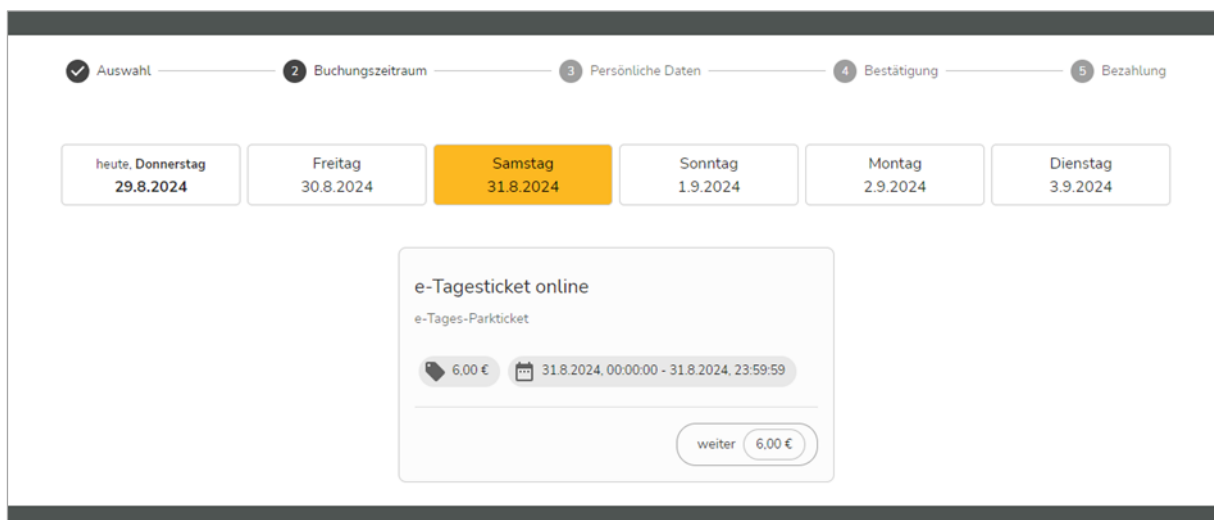 Auswahl 2 Buchungszeitraum 3 Persönliche Daten 4 Bestätigung 5 Bezahlung
heute, Donnerstag Freitag Samstag Sonntag Montag Dienstag
29.8.2024 30.8.2024 31.8.2024 1.9.2024 2.9.2024 3.9.2024
e-Tagesticket online
e-Tages-Parkticket
6,00 € 31.8.2024, 00:00:00 - 31.8.2024, 23:59:59
weiter 6,00 €